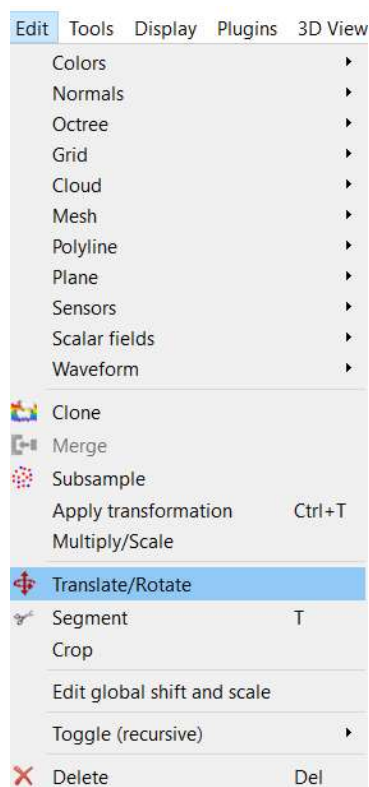 Edit Tools Display Plugins 3D View
Colors
Normals
Octree
Grid
Cloud
Mesh
Polyline
Plane
Sensors
Scalar fields
Waveform
Clone
Merge
Subsample
Apply transformation Ctrl+T
Multiply/Scale
Translate/Rotate
Segment T
Crop
Edit global shift and scale
Toggle (recursive)
Delete Del